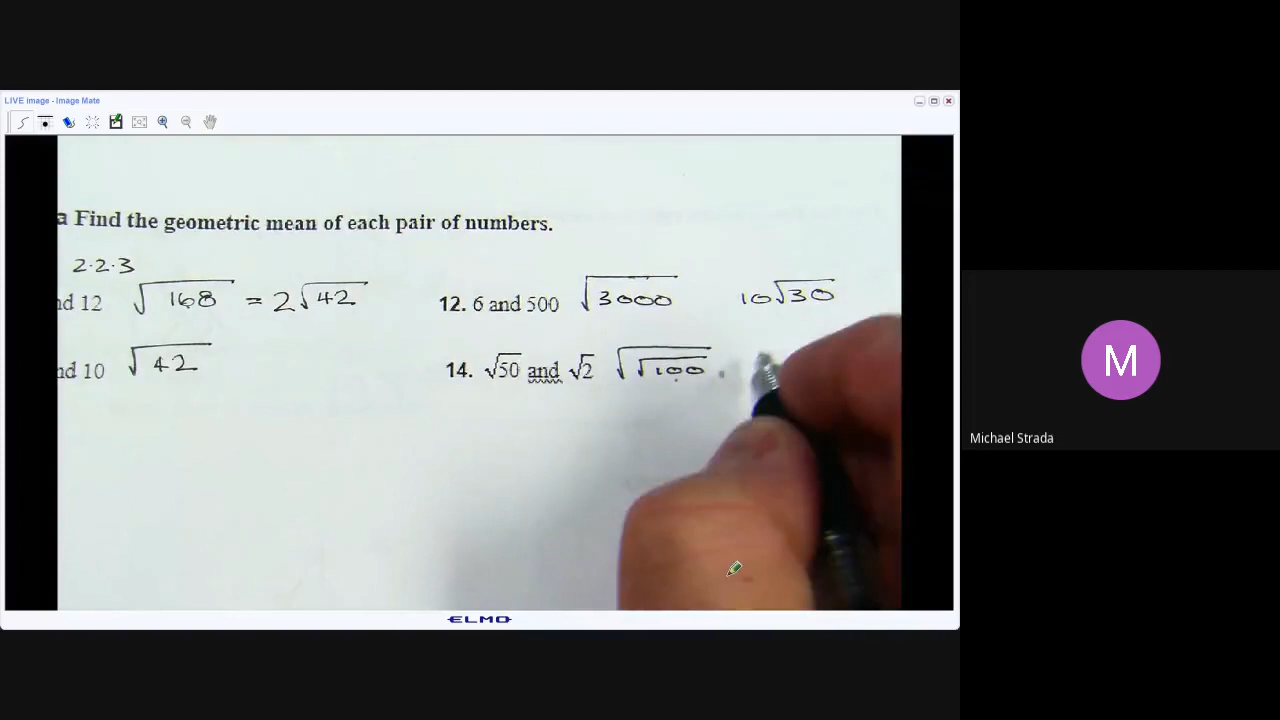 LIVE image - Image Mate
a Find the geometric mean of each pair of numbers.
2·2·3
nd 12 √168 = 2√42
12. 6 and 500 √3000 10√30
nd 10 √42
14. √50 and √2 √√100
M
Michael Strada
ELMO